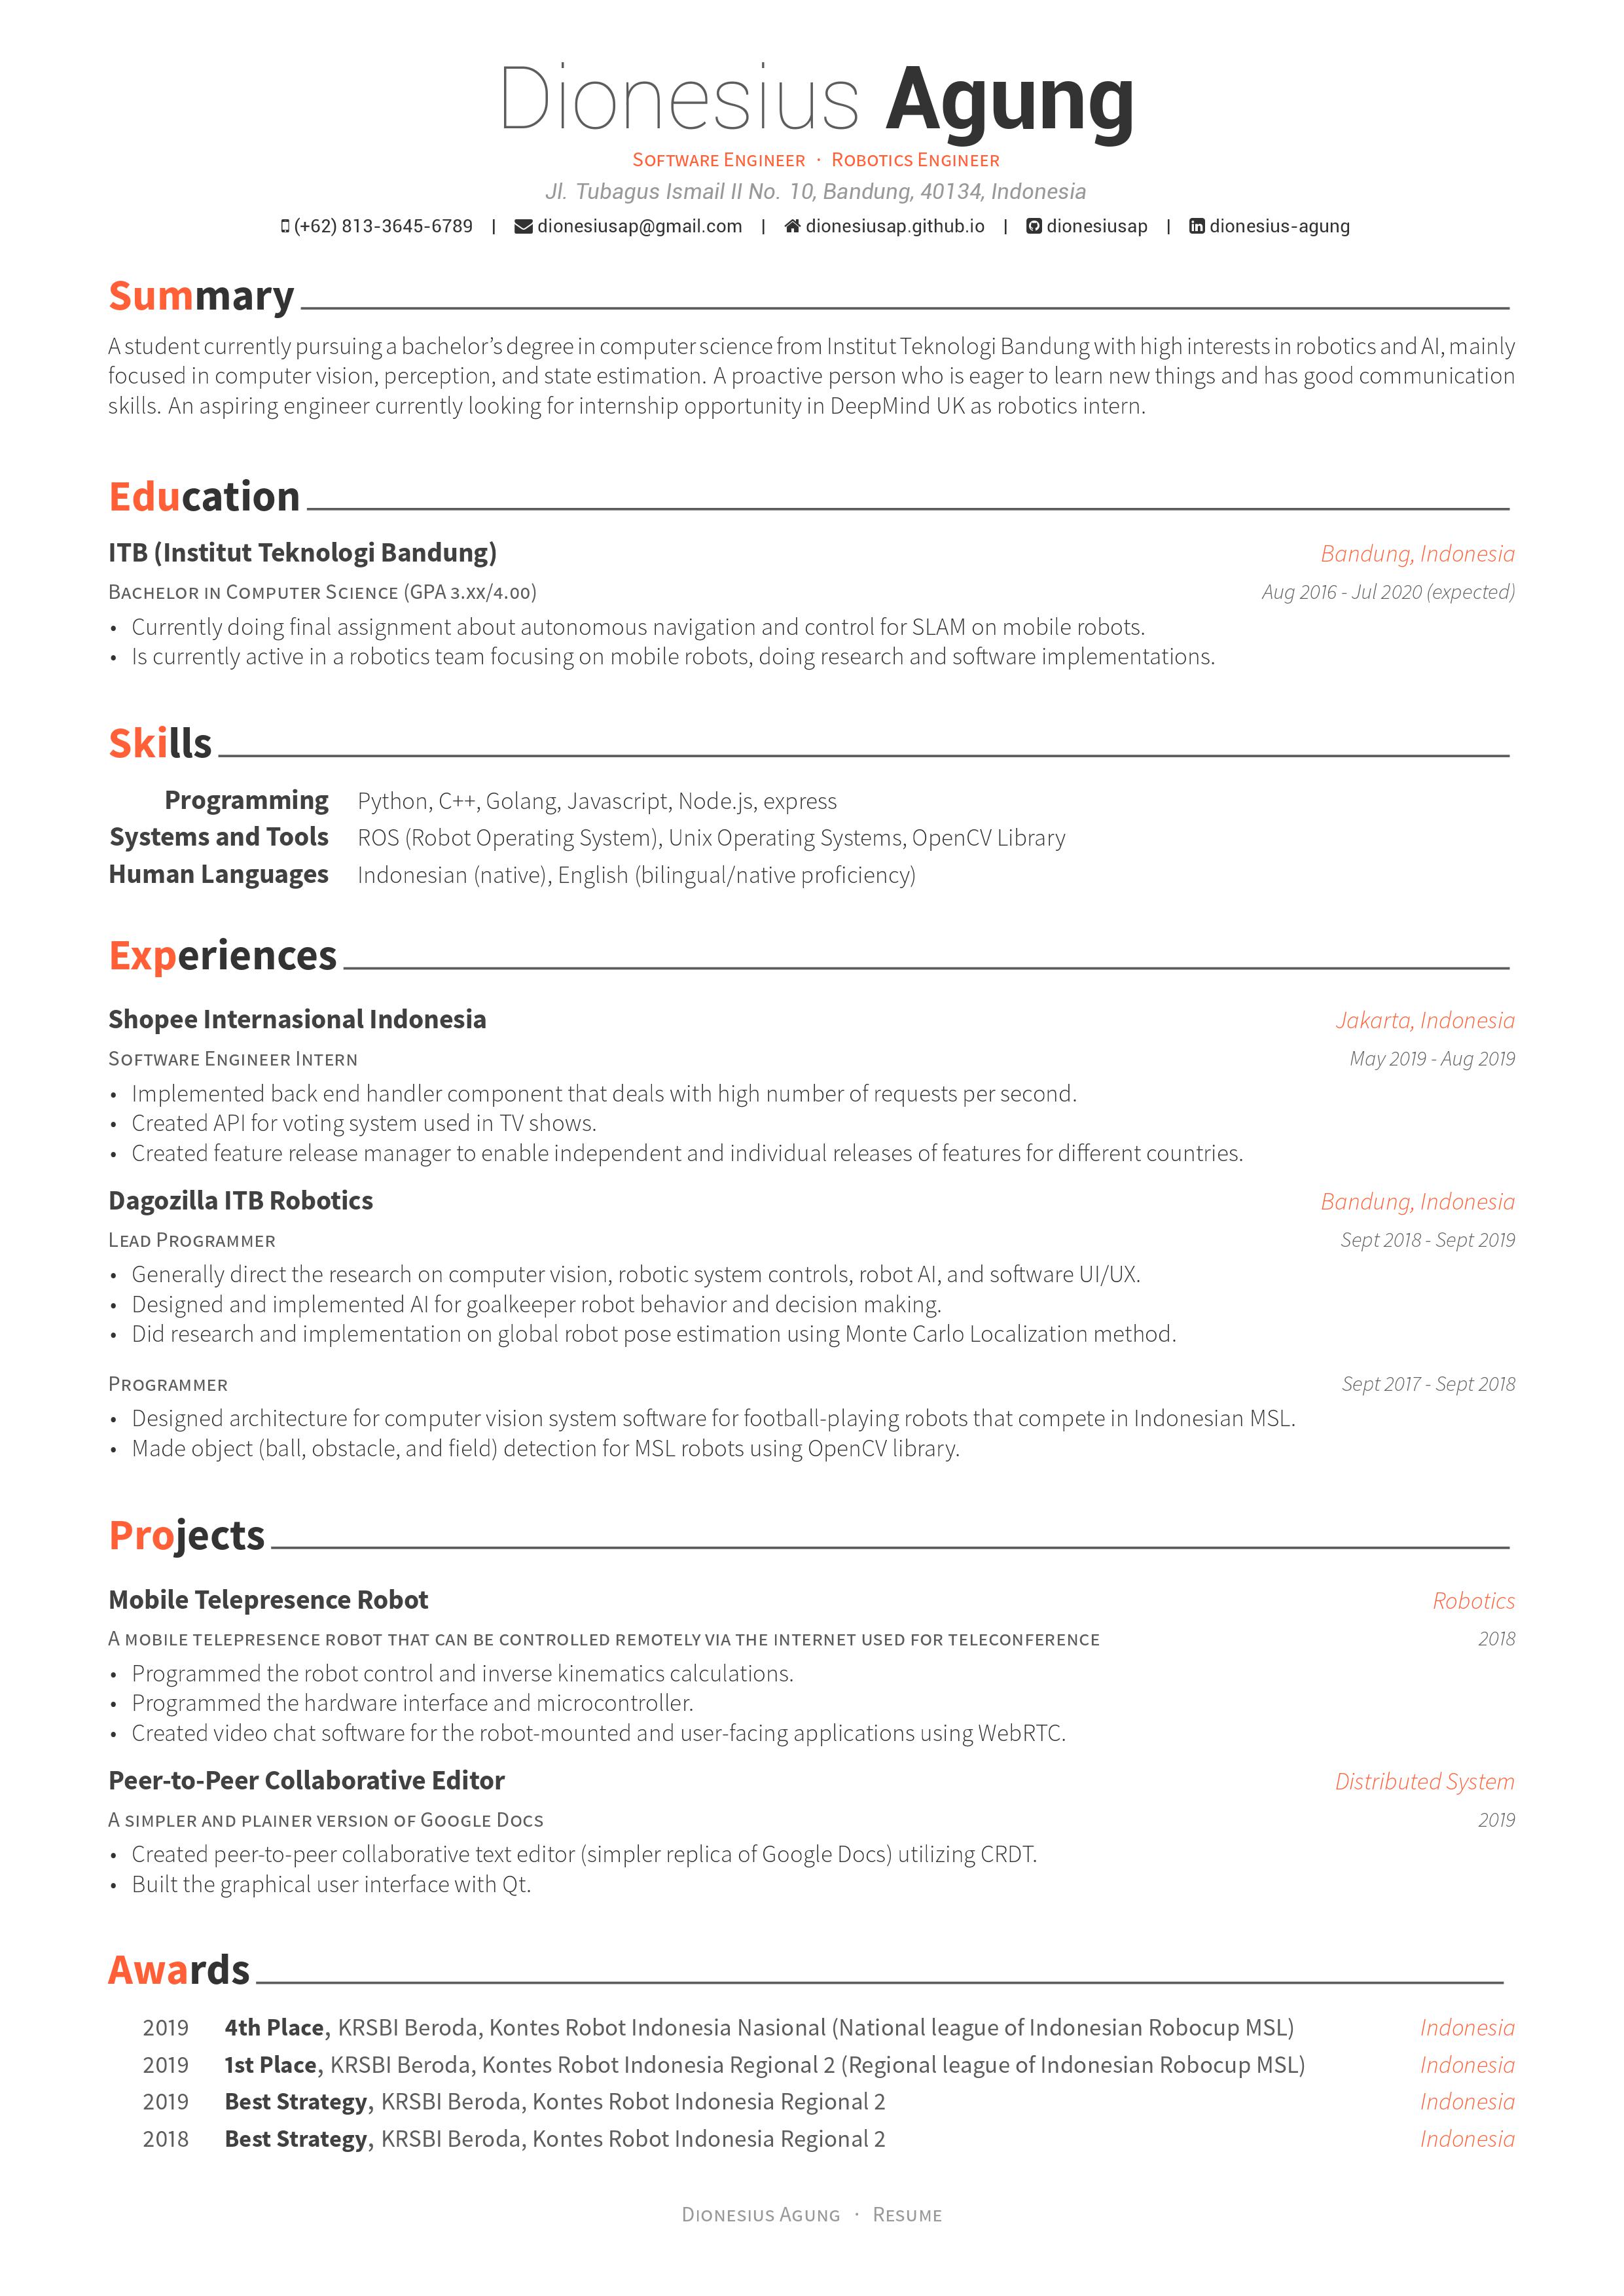 Dionesius Agung
Software Engineer · Robotics Engineer
Jl. Tubagus Ismail II No. 10, Bandung, 40134, Indonesia
(+62) 813-3645-6789 | dionesiusap@gmail.com | dionesiusap.github.io | dionesiusap | dionesius-agung
Summary
A student currently pursuing a bachelor’s degree in computer science from Institut Teknologi Bandung with high interests in robotics and AI, mainly
focused in computer vision, perception, and state estimation. A proactive person who is eager to learn new things and has good communication
skills. An aspiring engineer currently looking for internship opportunity in DeepMind UK as robotics intern.
Education
ITB (Institut Teknologi Bandung) Bandung, Indonesia
Bachelor in Computer Science (GPA 3.xx/4.00) Aug 2016 - Jul 2020 (expected)
• Currently doing final assignment about autonomous navigation and control for SLAM on mobile robots.
• Is currently active in a robotics team focusing on mobile robots, doing research and software implementations.
Skills
Programming Python, C++, Golang, Javascript, Node.js, express
Systems and Tools ROS (Robot Operating System), Unix Operating Systems, OpenCV Library
Human Languages Indonesian (native), English (bilingual/native proficiency)
Experiences
Shopee Internasional Indonesia Jakarta, Indonesia
Software Engineer Intern May 2019 - Aug 2019
• Implemented back end handler component that deals with high number of requests per second.
• Created API for voting system used in TV shows.
• Created feature release manager to enable independent and individual releases of features for different countries.
Dagozilla ITB Robotics Bandung, Indonesia
Lead Programmer Sept 2018 - Sept 2019
• Generally direct the research on computer vision, robotic system controls, robot AI, and software UI/UX.
• Designed and implemented AI for goalkeeper robot behavior and decision making.
• Did research and implementation on global robot pose estimation using Monte Carlo Localization method.
Programmer Sept 2017 - Sept 2018
• Designed architecture for computer vision system software for football-playing robots that compete in Indonesian MSL.
• Made object (ball, obstacle, and field) detection for MSL robots using OpenCV library.
Projects
Mobile Telepresence Robot Robotics
A mobile telepresence robot that can be controlled remotely via the internet used for teleconference 2018
• Programmed the robot control and inverse kinematics calculations.
• Programmed the hardware interface and microcontroller.
• Created video chat software for the robot-mounted and user-facing applications using WebRTC.
Peer-to-Peer Collaborative Editor Distributed System
A simpler and plainer version of Google Docs 2019
• Created peer-to-peer collaborative text editor (simpler replica of Google Docs) utilizing CRDT.
• Built the graphical user interface with Qt.
Awards
2019 4th Place, KRSBI Beroda, Kontes Robot Indonesia Nasional (National league of Indonesian Robocup MSL) Indonesia
2019 1st Place, KRSBI Beroda, Kontes Robot Indonesia Regional 2 (Regional league of Indonesian Robocup MSL) Indonesia
2019 Best Strategy, KRSBI Beroda, Kontes Robot Indonesia Regional 2 Indonesia
2018 Best Strategy, KRSBI Beroda, Kontes Robot Indonesia Regional 2 Indonesia
Dionesius Agung · Resume